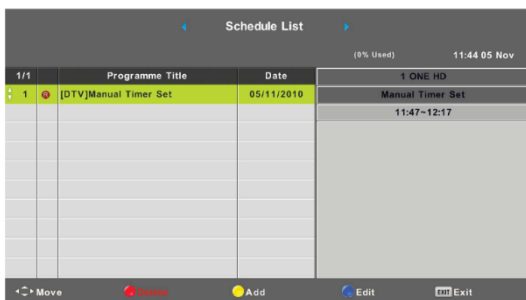 Schedule List
(0% Used) 11:44 05 Nov
1/1 Programme Title Date 1 ONE HD
1 [DTV]Manual Timer Set 05/11/2010 Manual Timer Set
11:47~12:17
Move Delete Add Edit EXIT Exit